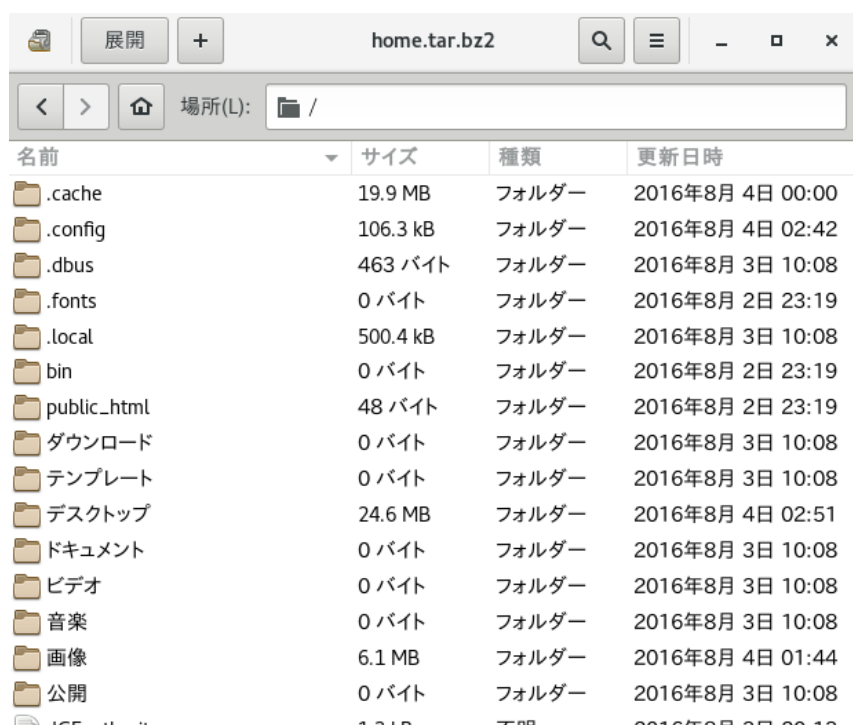 展開 + home.tar.bz2
場所(L): /
名前 サイズ 種類 更新日時
.cache 19.9 MB フォルダー 2016年8月 4日 00:00
.config 106.3 kB フォルダー 2016年8月 4日 02:42
.dbus 463 バイト フォルダー 2016年8月 3日 10:08
.fonts 0 バイト フォルダー 2016年8月 2日 23:19
.local 500.4 kB フォルダー 2016年8月 3日 10:08
bin 0 バイト フォルダー 2016年8月 2日 23:19
public_html 48 バイト フォルダー 2016年8月 2日 23:19
ダウンロード 0 バイト フォルダー 2016年8月 3日 10:08
テンプレート 0 バイト フォルダー 2016年8月 3日 10:08
デスクトップ 24.6 MB フォルダー 2016年8月 4日 02:51
ドキュメント 0 バイト フォルダー 2016年8月 3日 10:08
ビデオ 0 バイト フォルダー 2016年8月 3日 10:08
音楽 0 バイト フォルダー 2016年8月 3日 10:08
画像 6.1 MB フォルダー 2016年8月 4日 01:44
公開 0 バイト フォルダー 2016年8月 3日 10:08